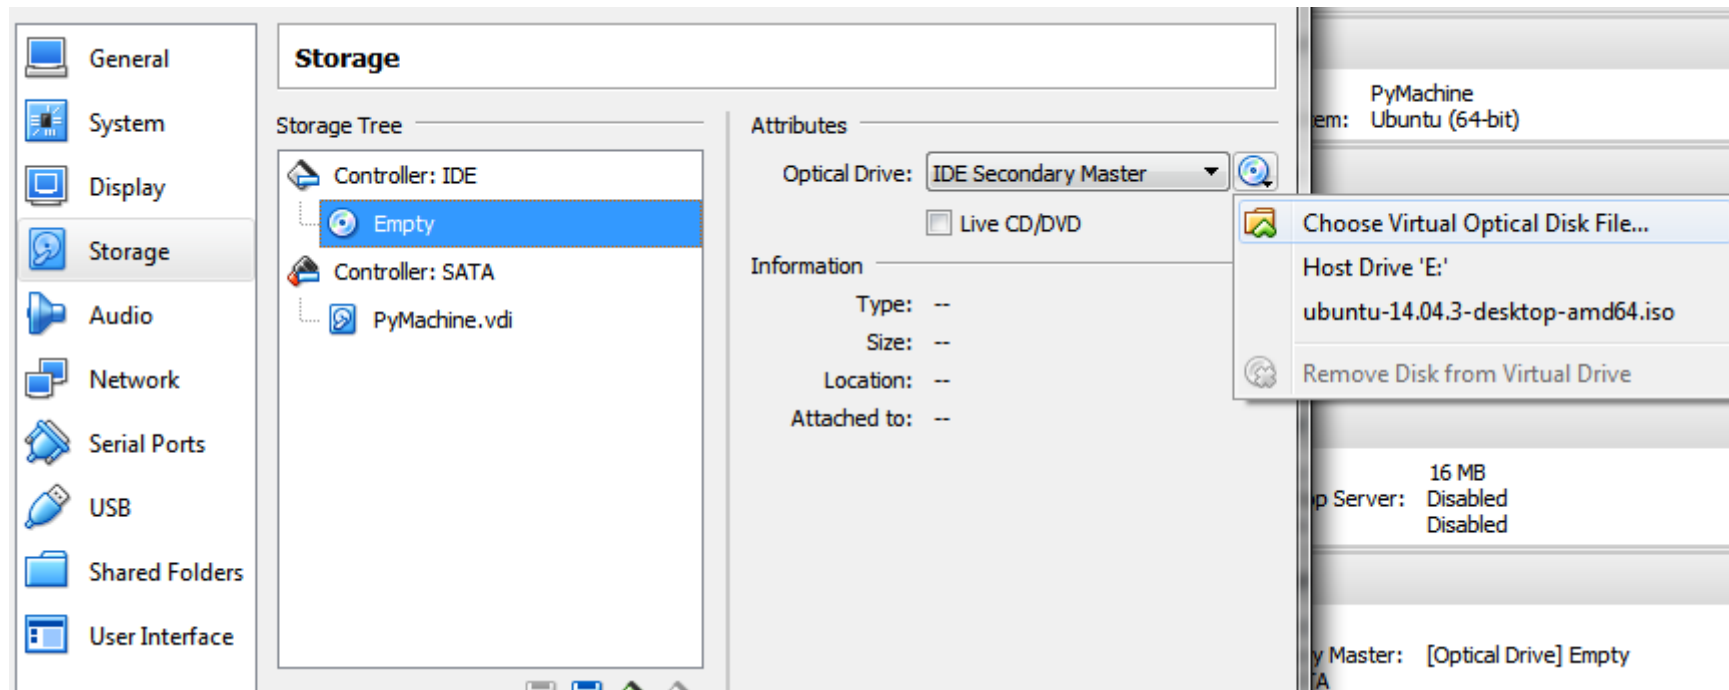 General
System
Display
Storage
Audio
Network
Serial Ports
USB
Shared Folders
User Interface
Storage
Storage Tree
Controller: IDE
Empty
Controller: SATA
PyMachine.vdi
Attributes
Optical Drive: IDE Secondary Master
Live CD/DVD
Information
Type: --
Size: --
Location: --
Attached to: --
Choose Virtual Optical Disk File...
Host Drive 'E:'
ubuntu-14.04.3-desktop-amd64.iso
Remove Disk from Virtual Drive
PyMachine
em: Ubuntu (64-bit)
16 MB
p Server: Disabled
Disabled
y Master: [Optical Drive] Empty